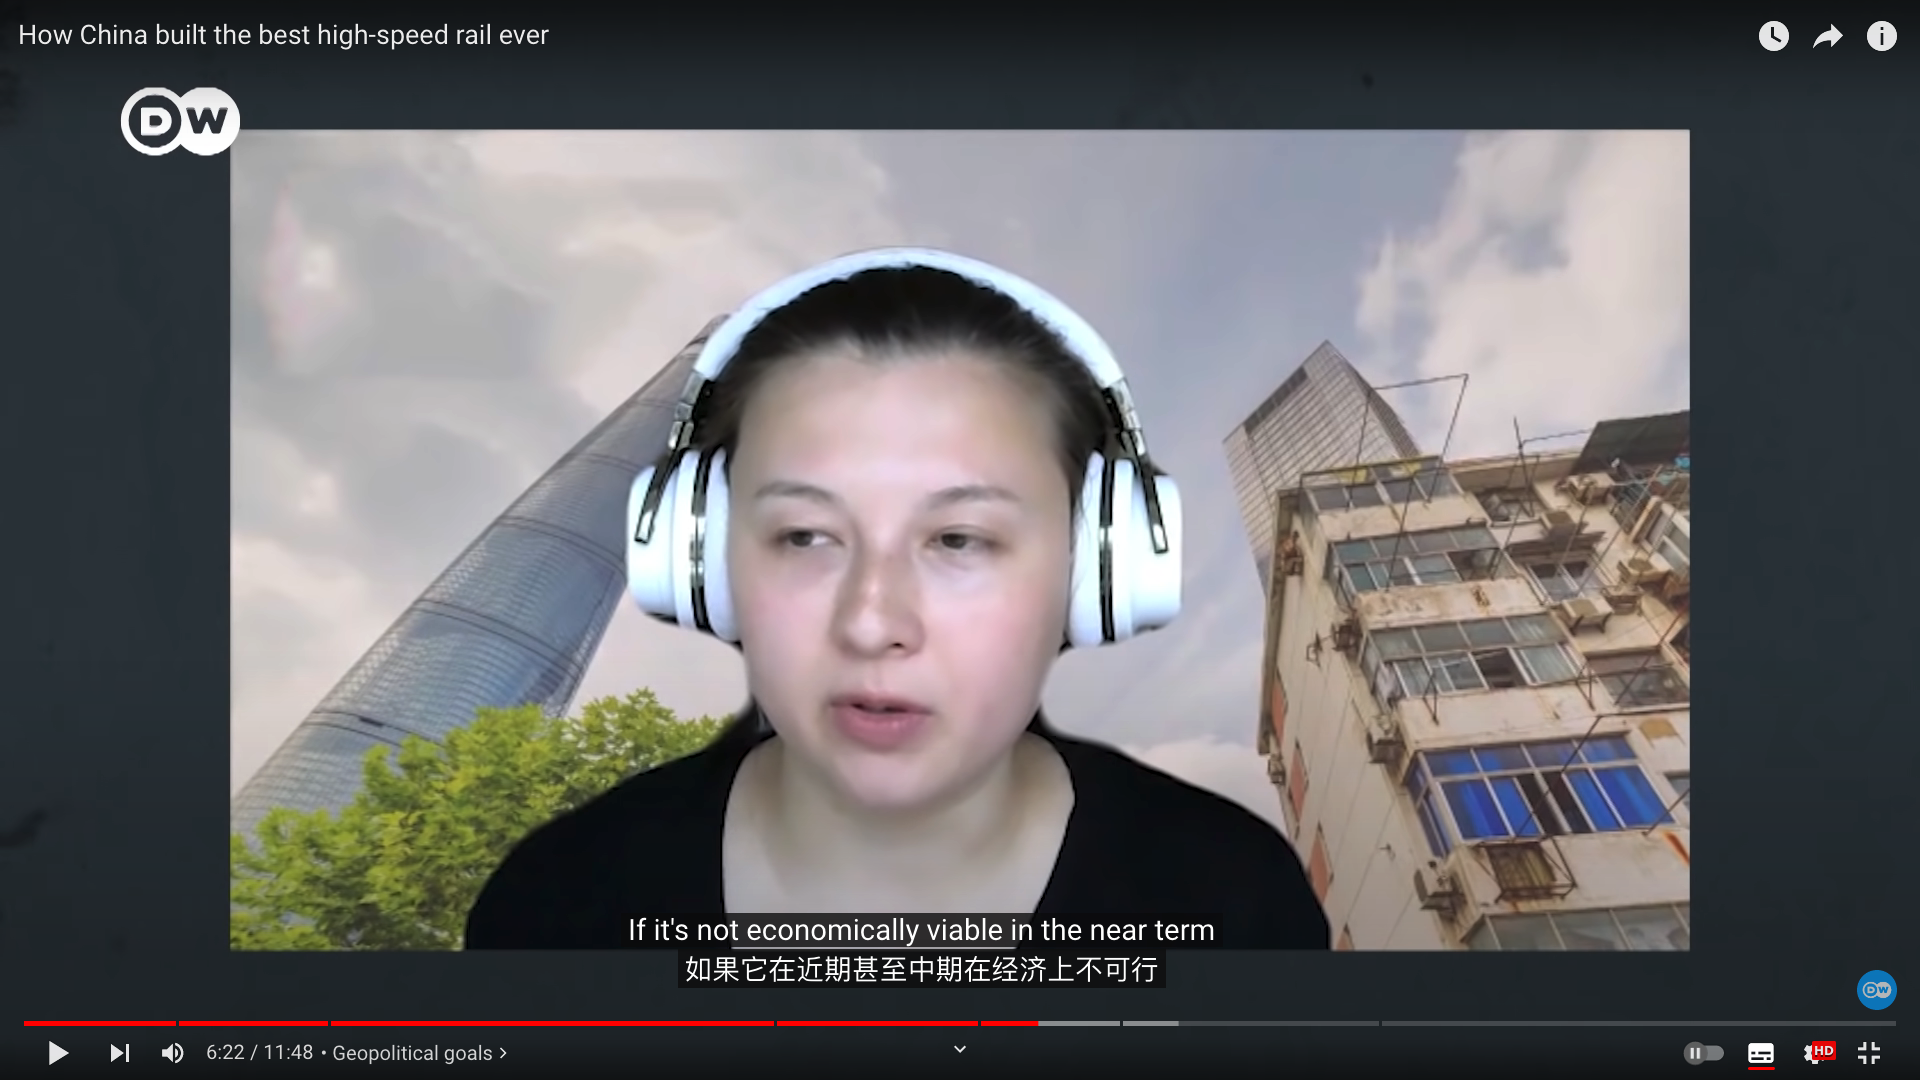 How China built the best high-speed rail ever
DW
If it's not economically viable in the near term
如果它在近期甚至中期在经济上不可行
DW
6:22 / 11:48 • Geopolitical goals
HD